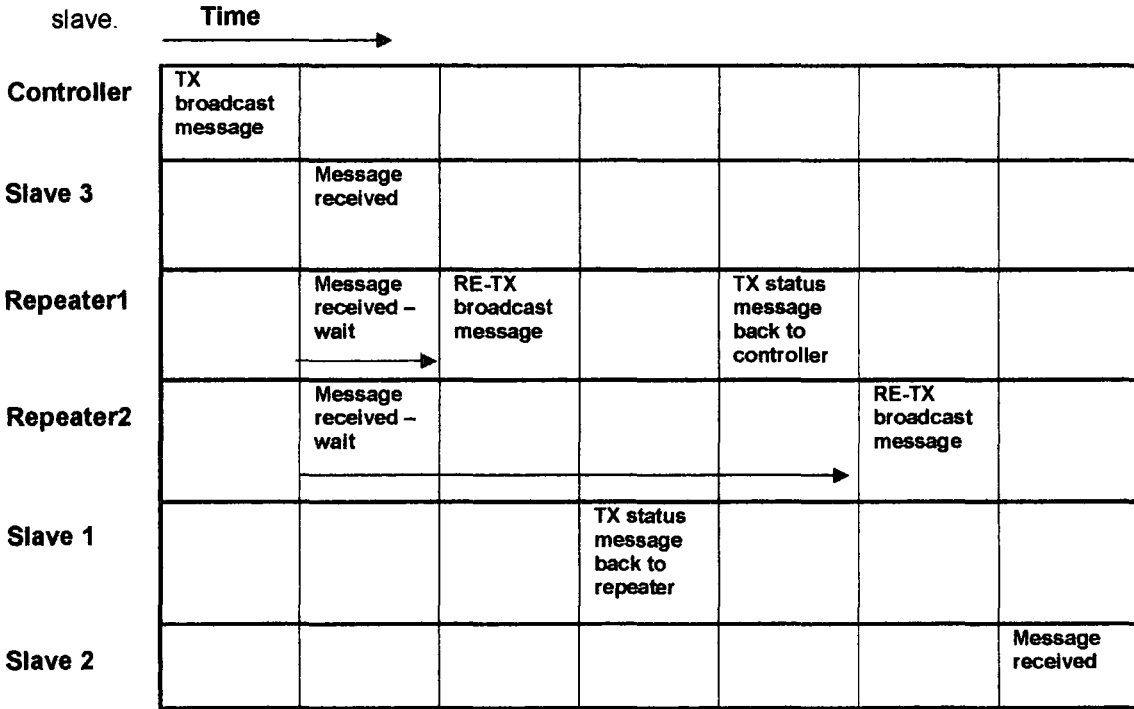 slave.
Time
Controller
TX
broadcast
message
Slave 3
Message
received
Repeater1
Message
received –
wait
RE-TX
broadcast
message
TX status
message
back to
controller
Repeater2
Message
received –
wait
RE-TX
broadcast
message
Slave 1
TX status
message
back to
repeater
Slave 2
Message
received